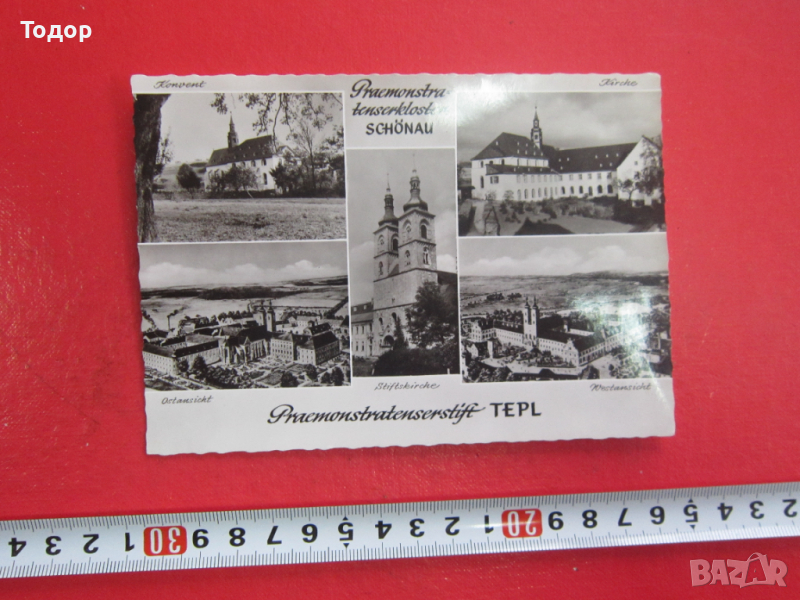 Todor
Konvent
Praemonstra-
tenserkloster
SCHÖNAU
Kirche
Ostansicht
Stiftskirche
Westansicht
Praemonstratenserstift TEPL
4 3 2 1 30 9 8 7 6 5 4 3 2 1 20 9 8 7 6 5 4 3 2
BAZAR